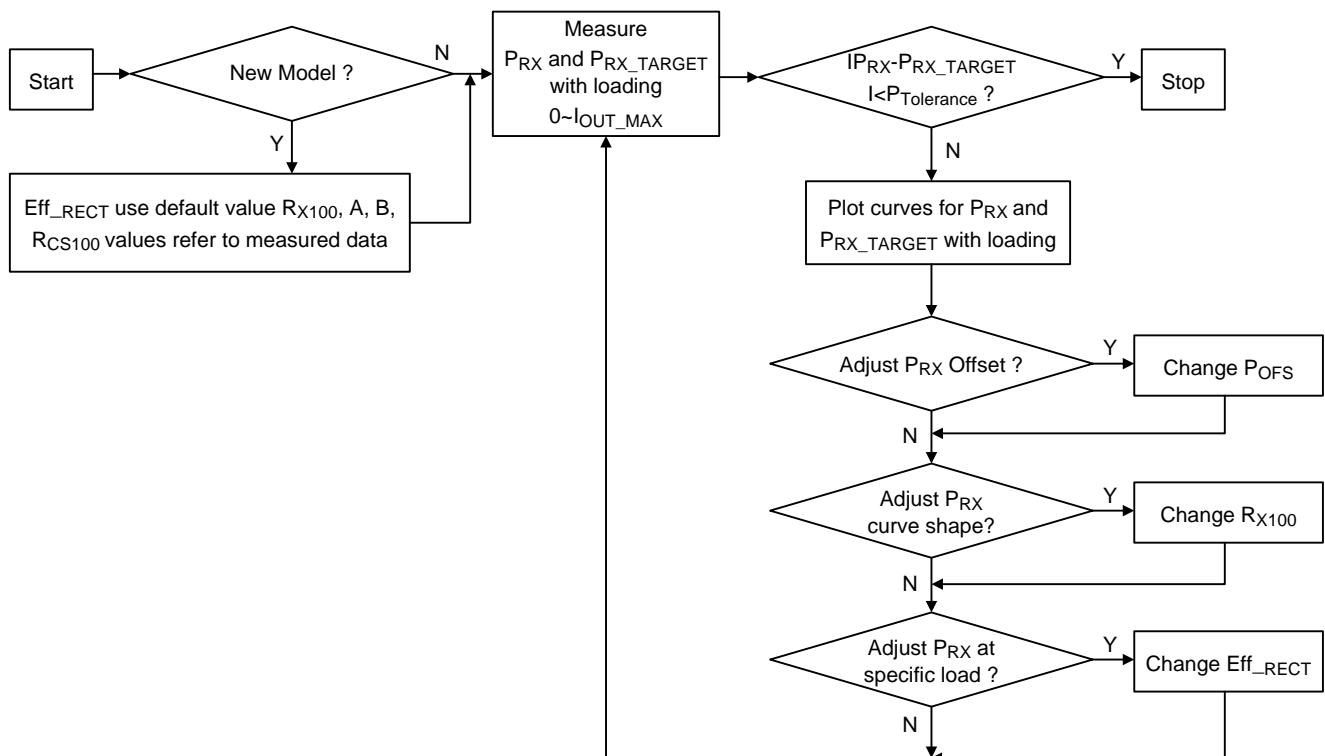 Start
New Model ?
N
Y
Eff_RECT use default value RX100, A, B,
RCS100 values refer to measured data
Measure
PRX and PRX_TARGET
with loading
0~IOUT_MAX
IPRX-PRX_TARGET
I<PTolerance ?
Y
Stop
N
Plot curves for PRX and
PRX_TARGET with loading
Adjust PRX Offset ?
Y
Change POFS
N
Adjust PRX
curve shape?
Y
Change RX100
N
Adjust PRX at
specific load ?
Y
Change Eff_RECT
N